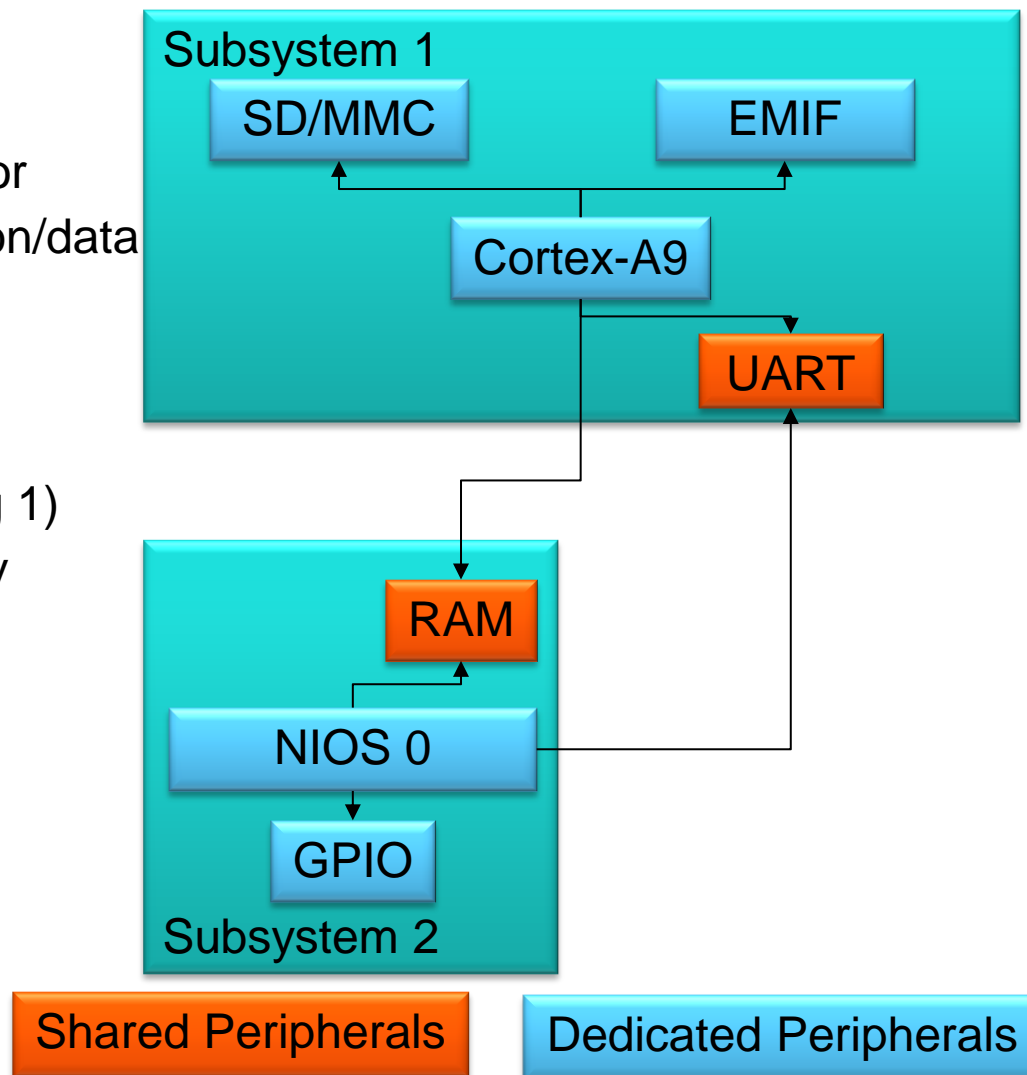 Subsystem 1
SD/MMC
EMIF
or
on/data
Cortex-A9
UART
1)
y
RAM
NIOS 0
GPIO
Subsystem 2
Shared Peripherals
Dedicated Peripherals